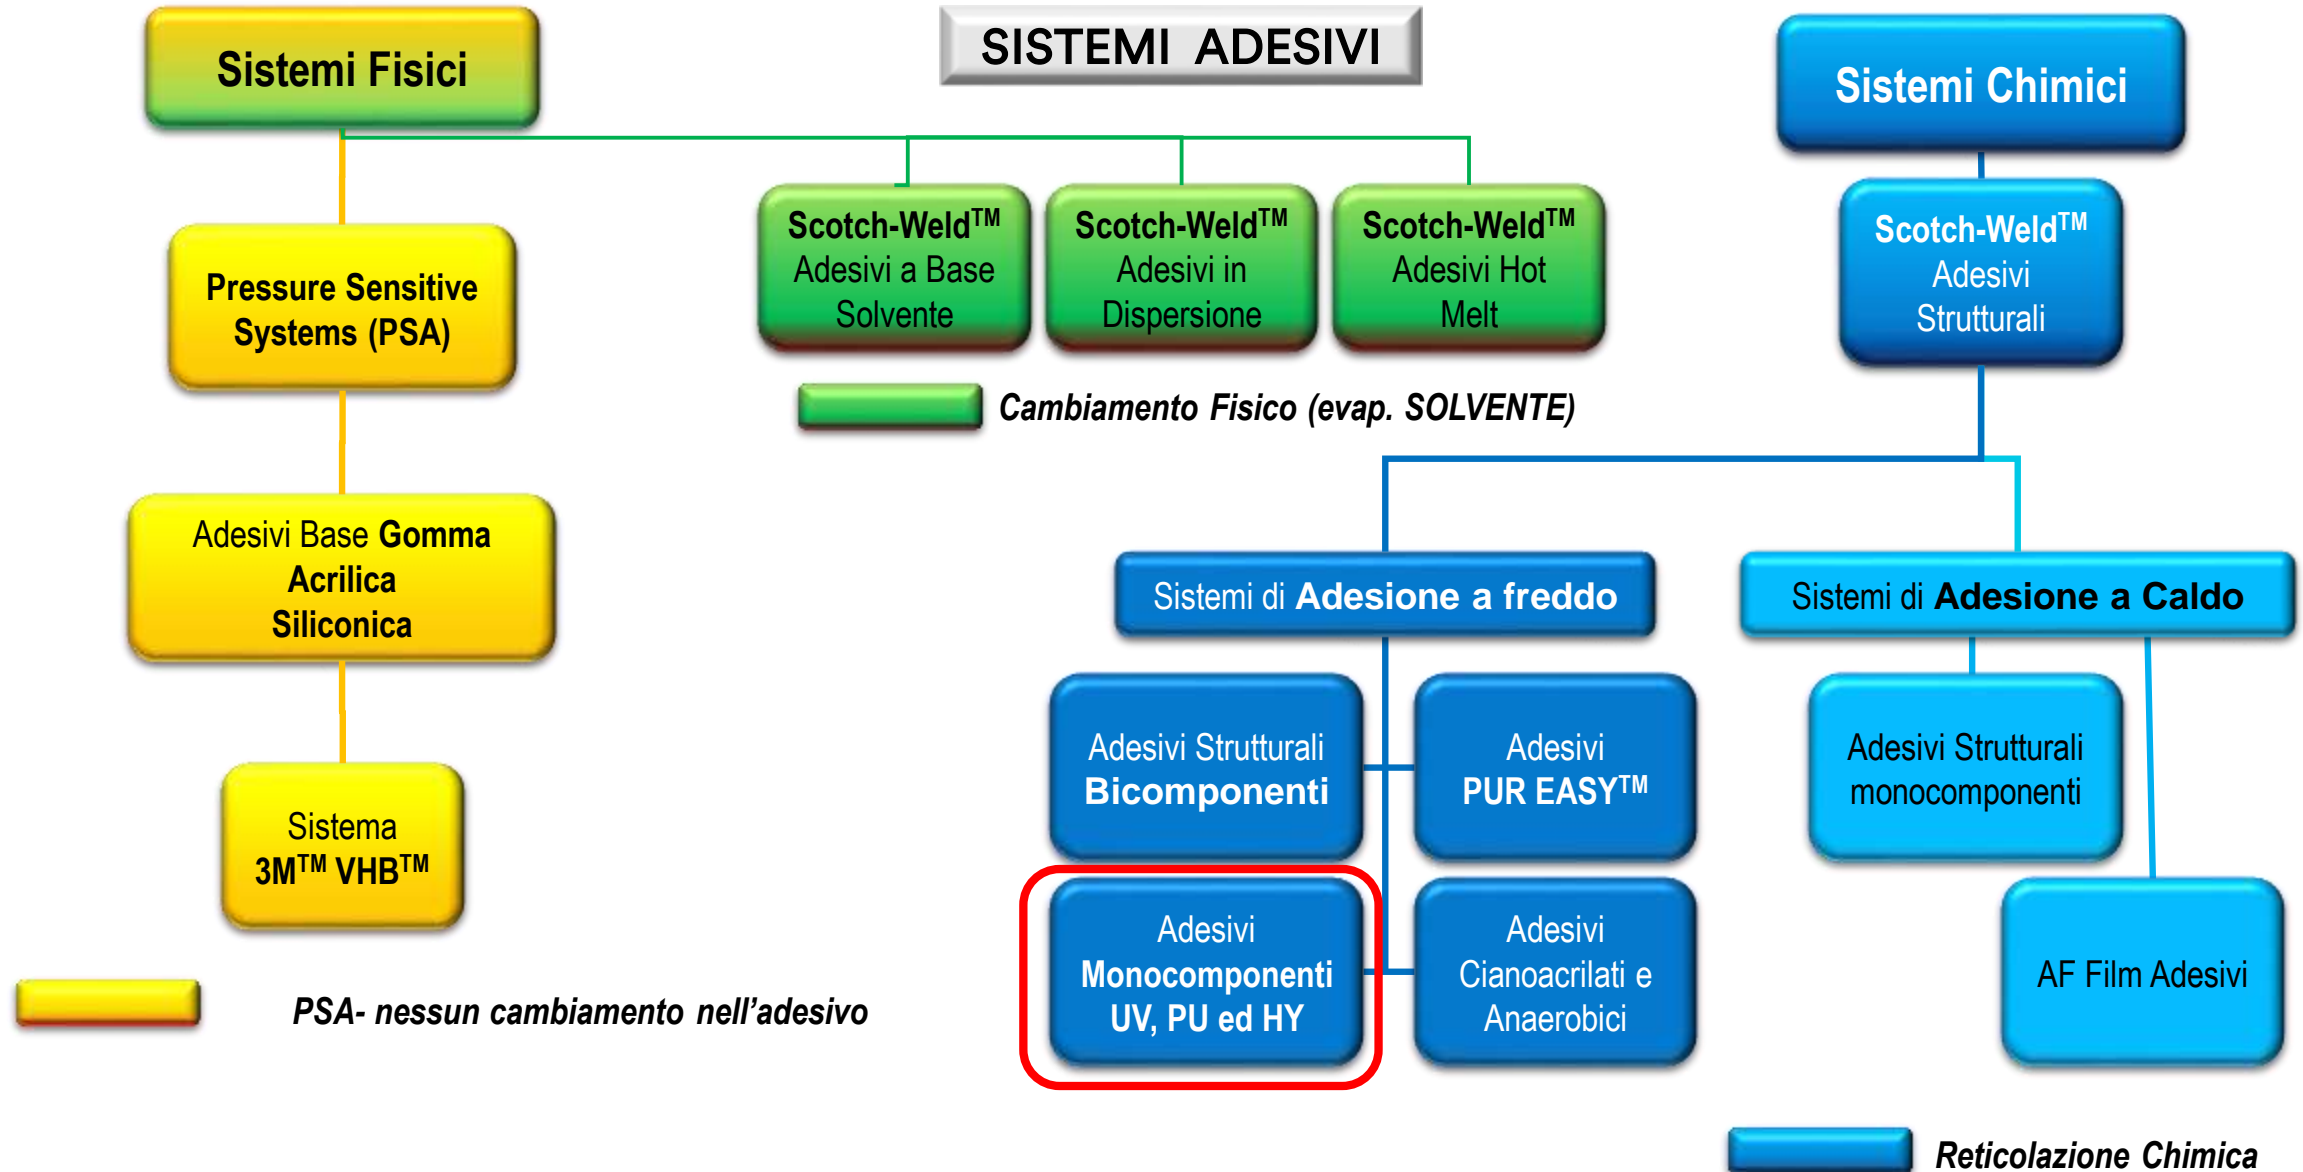 SISTEMI ADESIVI
Sistemi Fisici
Sistemi Chimici
Pressure Sensitive
Systems (PSA)
Scotch-Weld™
Adesivi a Base
Solvente
Scotch-Weld™
Adesivi in
Dispersione
Scotch-Weld™
Adesivi Hot
Melt
Scotch-Weld™
Adesivi
Strutturali
Cambiamento Fisico (evap. SOLVENTE)
Adesivi Base Gomma
Acrilica
Siliconica
Sistemi di Adesione a freddo
Sistemi di Adesione a Caldo
Sistema
3M™ VHB™
Adesivi Strutturali
Bicomponenti
Adesivi
PUR EASY™
Adesivi Strutturali
monocomponenti
Adesivi
Monocomponenti
UV, PU ed HY
Adesivi
Cianoacrilati e
Anaerobici
AF Film Adesivi
PSA- nessun cambiamento nell’adesivo
Reticolazione Chimica